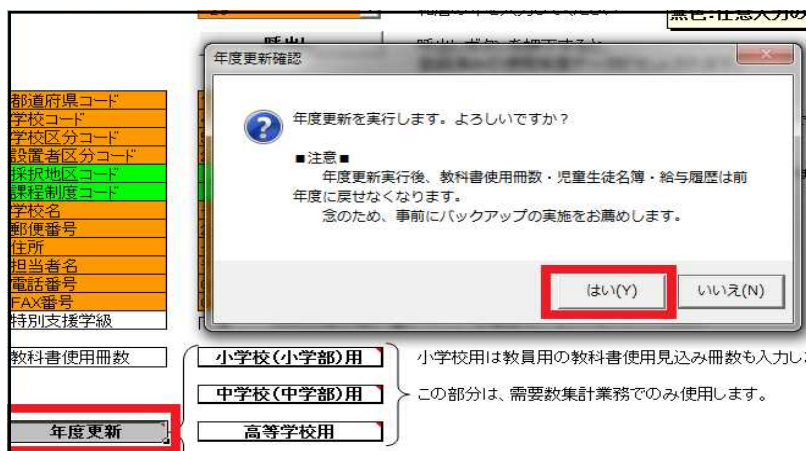 年度更新確認
年度更新を実行します。よろしいですか？
■注意■
年度更新実行後、教科書使用冊数・児童生徒名簿・給与履歴は前
年度に戻せなくなります。
念のため、事前にバックアップの実施をお薦めします。
はい(Y)
いいえ(N)
都道府県コード
学校コード
学校区分コード
設置者区分コード
採択地区コード
課程制度コード
学校名
郵便番号
住所
担当者名
電話番号
FAX番号
特別支援学級
教科書使用冊数
小学校(小学部)用
小学校用は教員用の教科書使用見込み冊数も入力し
中学校(中学部)用
この部分は、需要数集計業務でのみ使用します。
年度更新
高等学校用